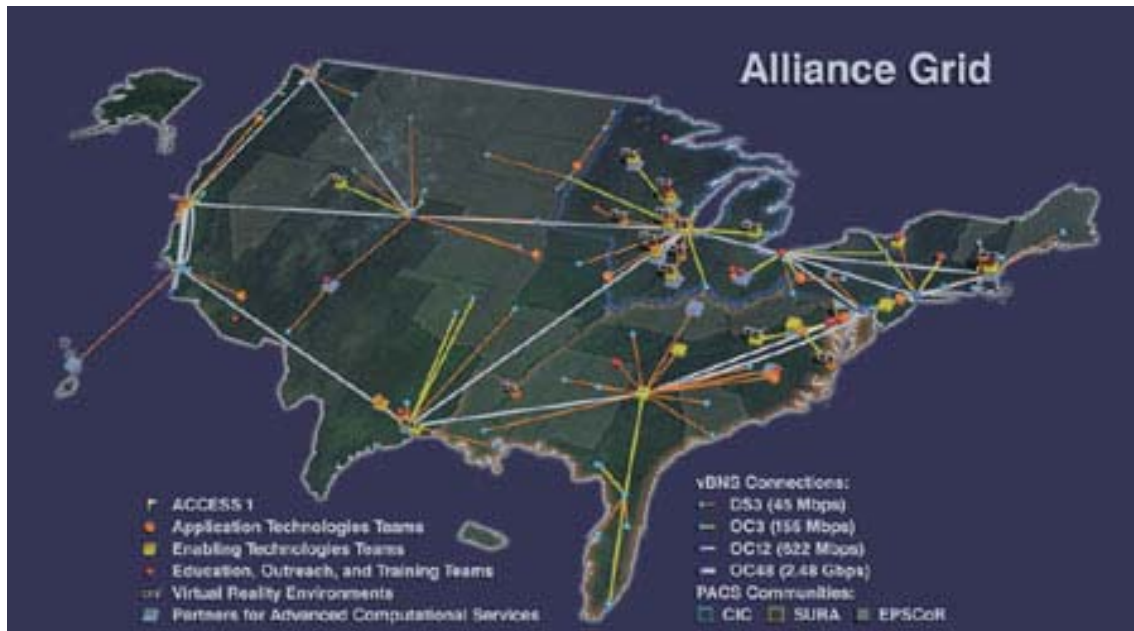 Alliance Grid
ACCESS 1
Application Technologies Teams
Enabling Technologies Teams
Education, Outreach, and Training Teams
Virtual Reality Environments
Partners for Advanced Computational Services
vBNS Connections:
DS3 (45 Mbps)
OC3 (155 Mbps)
OC12 (622 Mbps)
OC48 (2.48 Gbps)
PACS Communities:
CIC SURA EPSCoR